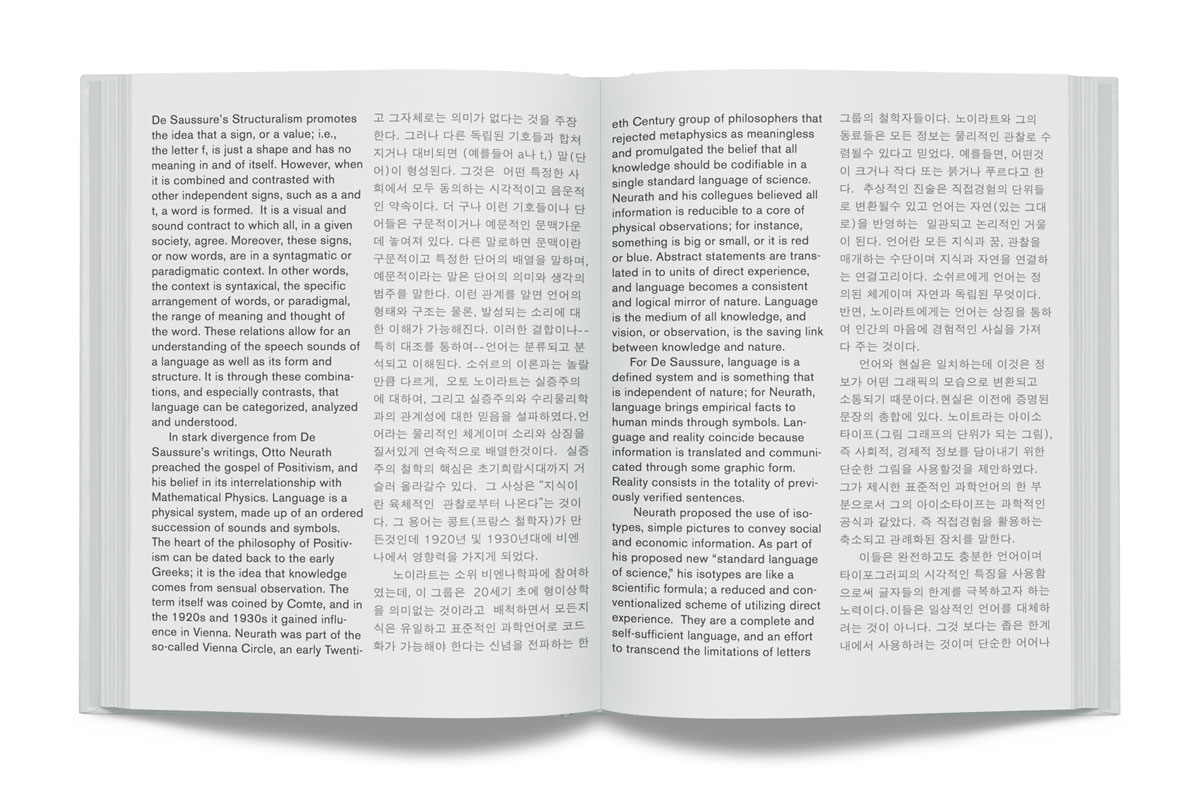 De Saussure's Structuralism promotes
the idea that a sign, or a value; i.e.,
the letter f, is just a shape and has no
meaning in and of itself. However, when
it is combined and contrasted with
other independent signs, such as a and
t, a word is formed.  It is a visual and
sound contract to which all, in a given
society, agree. Moreover, these signs,
or now words, are in a syntagmatic or
paradigmatic context. In other words,
the context is syntaxical, the specific
arrangement of words, or paradigmal,
the range of meaning and thought of
the word. These relations allow for an
understanding of the speech sounds of
a language as well as its form and
structure. It is through these combina-
tions, and especially contrasts, that
language can be categorized, analyzed
and understood.
In stark divergence from De
Saussure's writings, Otto Neurath
preached the gospel of Positivism, and
his belief in its interrelationship with
Mathematical Physics. Language is a
physical system, made up of an ordered
succession of sounds and symbols.
The heart of the philosophy of Positiv-
ism can be dated back to the early
Greeks; it is the idea that knowledge
comes from sensual observation. The
term itself was coined by Comte, and in
the 1920s and 1930s it gained influ-
ence in Vienna. Neurath was part of the
so-called Vienna Circle, an early Twenti-
고 그자체로는 의미가 없다는 것을 주장
한다. 그러나 다른 독립된 기호들과 합쳐
지거나 대비되면 (예를들어 a나 t,) 말(단
어)이 형성된다. 그것은  어떤 특정한 사
회에서 모두 동의하는 시각적이고 음운적
인 약속이다. 더 구나 이런 기호들이나 단
어들은 구문적이거나 예문적인 문맥가운
데 놓여져 있다. 다른 말로하면 문맥이란
구문적이고 특정한 단어의 배열을 말하며,
예문적이라는 말은 단어의 의미와 생각의
범주를 말한다. 이런 관계를 알면 언어의
형태와 구조는 물론, 발성되는 소리에 대
한 이해가 가능해진다. 이러한 결합이나--
특히 대조를 통하여--언어는 분류되고 분
석되고 이해된다. 소쉬르의 이론과는 놀랄
만큼 다르게,  오토 노이라트는 실증주의
에 대하여, 그리고 실증주의와 수리물리학
과의 관계성에 대한 믿음을 설파하였다.언
어라는 물리적인 체계이며 소리와 상징을
질서있게 연속적으로 배열한것이다.  실증
주의 철학의 핵심은 초기희랍시대까지 거
슬러 올라갈수 있다.  그 사상은 “지식이
란 육체적인  관찰로부터 나온다”는 것이
다. 그 용어는 콩트(프랑스 철학자)가 만
든것인데 1920년 및 1930년대에 비엔
나에서 영향력을 가지게 되었다.
노이라트는 소위 비엔나학파에 참여하
였는데, 이 그룹은  20세기 초에 형이상학
을 의미없는 것이라고  배척하면서 모든지
식은 유일하고 표준적인 과학언어로 코드
화가 가능해야 한다는 신념을 전파하는 한
eth Century group of philosophers that
rejected metaphysics as meaningless
and promulgated the belief that all
knowledge should be codifiable in a
single standard language of science.
Neurath and his collegues believed all
information is reducible to a core of
physical observations; for instance,
something is big or small, or it is red
or blue. Abstract statements are trans-
lated in to units of direct experience,
and language becomes a consistent
and logical mirror of nature. Language
is the medium of all knowledge, and
vision, or observation, is the saving link
between knowledge and nature.
For De Saussure, language is a
defined system and is something that
is independent of nature; for Neurath,
language brings empirical facts to
human minds through symbols. Lan-
guage and reality coincide because
information is translated and communi-
cated through some graphic form.
Reality consists in the totality of previ-
ously verified sentences.
Neurath proposed the use of iso-
types, simple pictures to convey social
and economic information. As part of
his proposed new “standard language
of science,” his isotypes are like a
scientific formula; a reduced and con-
ventionalized scheme of utilizing direct
experience.  They are a complete and
self-sufficient language, and an effort
to transcend the limitations of letters
그룹의 철학자들이다. 노이라트와 그의
동료들은 모든 정보는 물리적인 관찰로 수
렴될수 있다고 믿었다. 예를들면, 어떤것
이 크거나 작다 또는 붉거나 푸르다고 한
다.  추상적인 진술은 직접경험의 단위들
로 변환될수 있고 언어는 자연(있는 그대
로)을 반영하는  일관되고 논리적인 거울
이 된다. 언어란 모든 지식과 꿈, 관찰을
매개하는 수단이며 지식과 자연을 연결하
는 연결고리이다. 소쉬르에게 언어는 정
의된 체계이며 자연과 독립된 무엇이다.
반면, 노이라트에게는 언어는 상징을 통하
여 인간의 마음에 경험적인 사실을 가져
다 주는 것이다.
언어와 현실은 일치하는데 이것은 정
보가 어떤 그래픽의 모습으로 변환되고
소통되기 때문이다.현실은 이전에 증명된
문장의 총합에 있다. 노이트라는 아이소
타이프(그림 그래프의 단위가 되는 그림),
즉 사회적, 경제적 정보를 담아내기 위한
단순한 그림을 사용할것을 제안하였다.
그가 제시한 표준적인 과학언어의 한 부
분으로서 그의 아이소타이프는 과학적인
공식과 같았다. 즉 직접경험을 활용하는
축소되고 관례화된 장치를 말한다.
이들은 완전하고도 충분한 언어이며
타이포그러피의 시각적인 특징을 사용함
으로써 글자들의 한계를 극복하고자 하는
노력이다.이들은 일상적인 언어를 대체하
려는 것이 아니다. 그것 보다는 좁은 한계
내에서 사용하려는 것이며 단순한 어어나